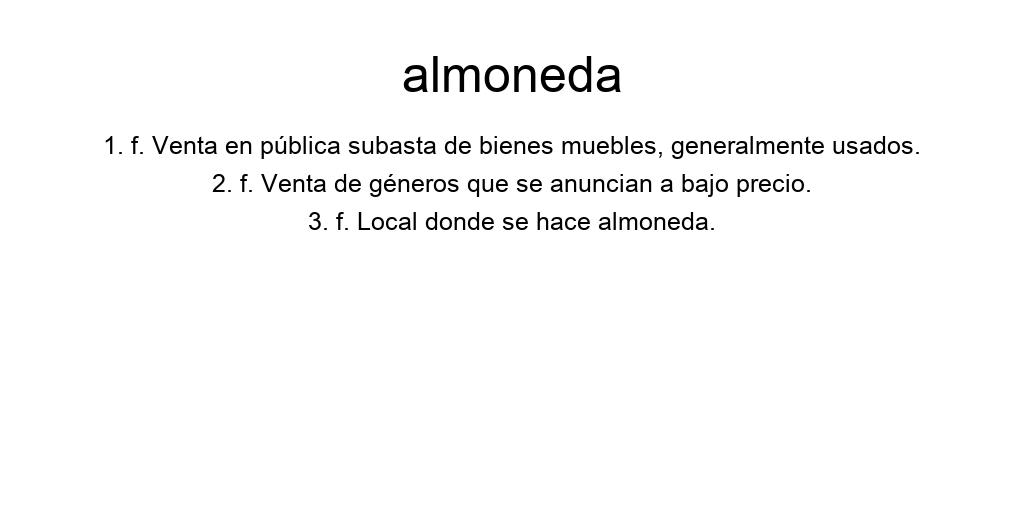 almoneda
1. f. Venta en pública subasta de bienes muebles, generalmente usados.
2. f. Venta de géneros que se anuncian a bajo precio.
3. f. Local donde se hace almoneda.